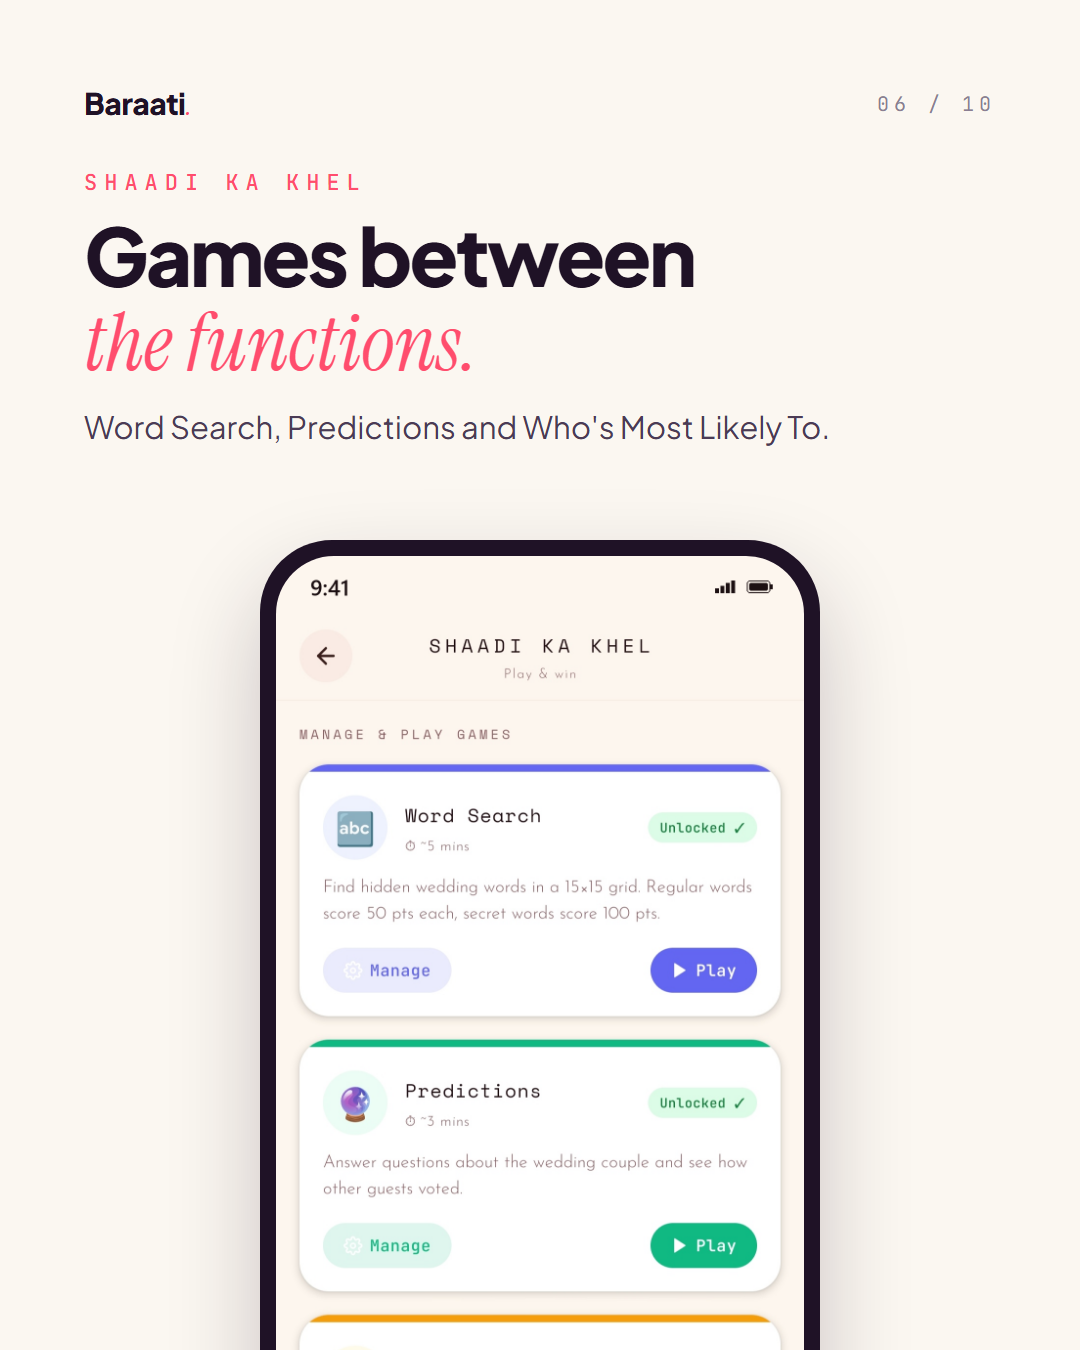 Baraati.
06 / 10
SHAADI KA KHEL
Games between
the functions.
Word Search, Predictions and Who's Most Likely To.
9:41
SHAADI KA KHEL
Play & win
MANAGE & PLAY GAMES
abc
Word Search
~5 mins
Unlocked ✓
Find hidden wedding words in a 15×15 grid. Regular words
score 50 pts each, secret words score 100 pts.
Manage
Play
Predictions
~3 mins
Unlocked ✓
Answer questions about the wedding couple and see how
other guests voted.
Manage
Play